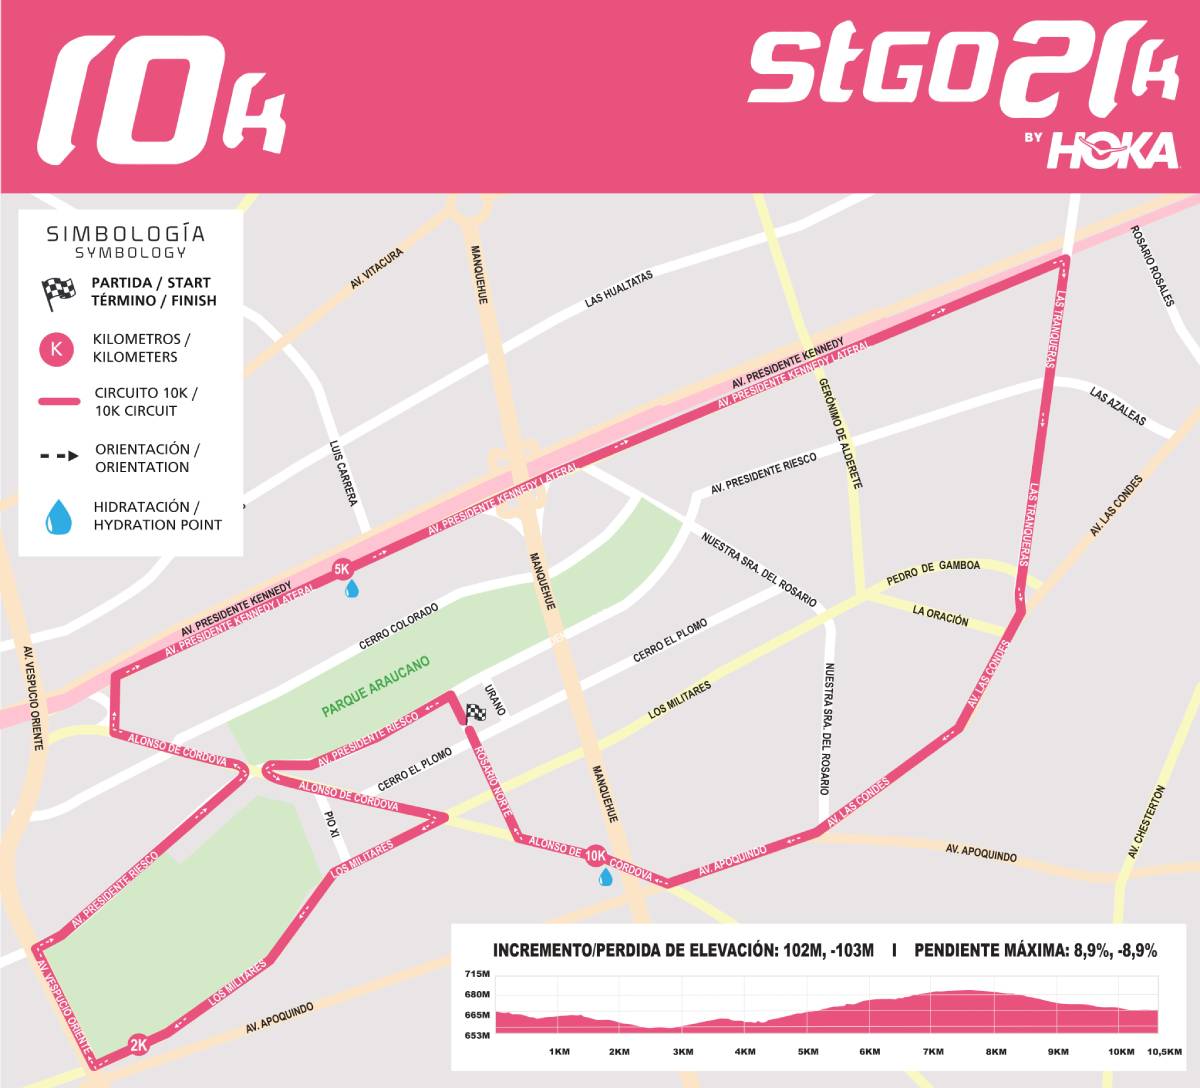 10K
STGO21K
BY HOKA
SIMBOLOGÍA
SYMBOLOGY
PARTIDA / START
TÉRMINO / FINISH
K
KILOMETROS /
KILOMETERS
CIRCUITO 10K /
10K CIRCUIT
ORIENTACIÓN /
ORIENTATION
HIDRATACIÓN /
HYDRATION POINT
AV. VITACURA
MANQUEHUE
LAS HUALTATAS
ROSARIO ROSALES
LAS TRANQUERAS
AV. PRESIDENTE KENNEDY
AV. PRESIDENTE KENNEDY LATERAL
GERÓNIMO DE ALDERETE
LAS AZALEAS
LUIS CARRERA
AV. PRESIDENTE RIESCO
AV. PRESIDENTE KENNEDY LATERAL
AV. LAS CONDES
LAS TRANQUERAS
NUESTRA SRA. DEL ROSARIO
MANQUEHUE
5K
PEDRO DE GAMBOA
LA ORACIÓN
AV. PRESIDENTE KENNEDY
AV. PRESIDENTE KENNEDY LATERAL
CERRO COLORADO
CERRO EL PLOMO
AV. VESPUCIO ORIENTE
PARQUE ARAUCANO
URANO
LOS MILITARES
NUESTRA SRA. DEL ROSARIO
AV. LAS CONDES
AV. PRESIDENTE RIESCO
ALONSO DE CORDOVA
CERRO EL PLOMO
ROSARIO NORTE
MANQUEHUE
ALONSO DE CORDOVA
PIO XI
AV. LAS CONDES
AV. CHESTERTON
LOS MILITARES
ALONSO DE CORDOVA
10K
AV. APOQUINDO
AV. APOQUINDO
AV. PRESIDENTE RIESCO
AV. VESPUCIO ORIENTE
LOS MILITARES
AV. APOQUINDO
2K
INCREMENTO/PERDIDA DE ELEVACIÓN: 102M, -103M I PENDIENTE MÁXIMA: 8,9%, -8,9%
715M
680M
665M
653M
1KM 2KM 3KM 4KM 5KM 6KM 7KM 8KM 9KM 10KM 10,5KM